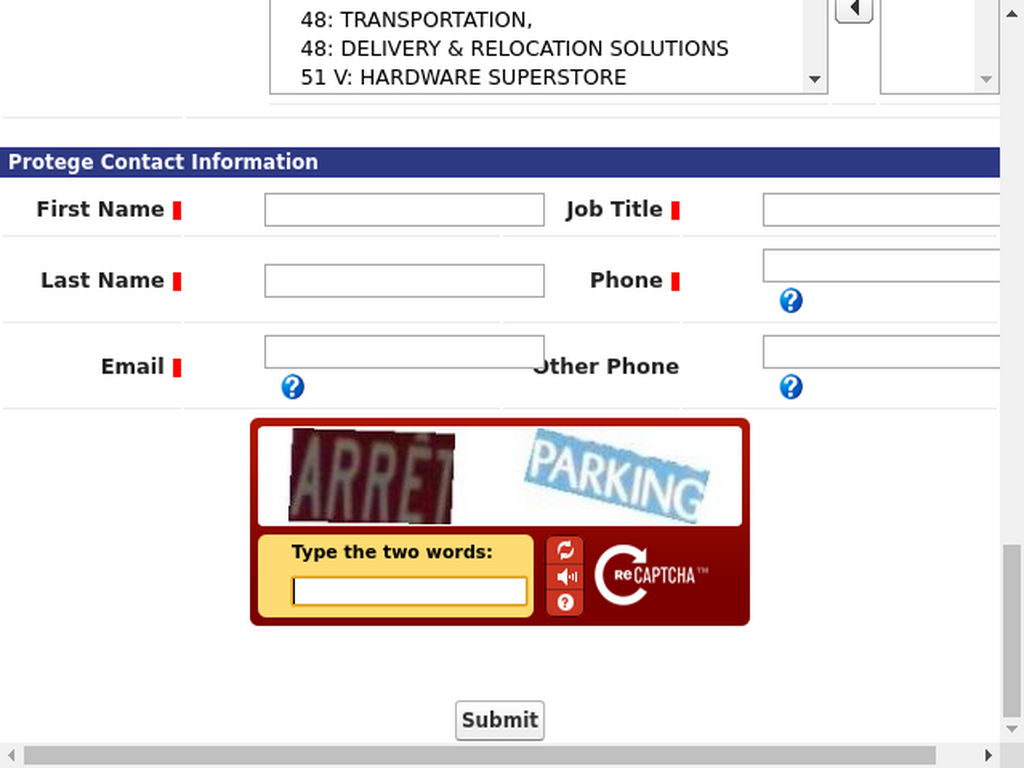 48: TRANSPORTATION,
48: DELIVERY & RELOCATION SOLUTIONS
51 V: HARDWARE SUPERSTORE
Protege Contact Information
First Name
Job Title
Last Name
Phone
?
Email
Other Phone
?
?
ARRÊT PARKING
Type the two words:
?
reCAPTCHA™
Submit